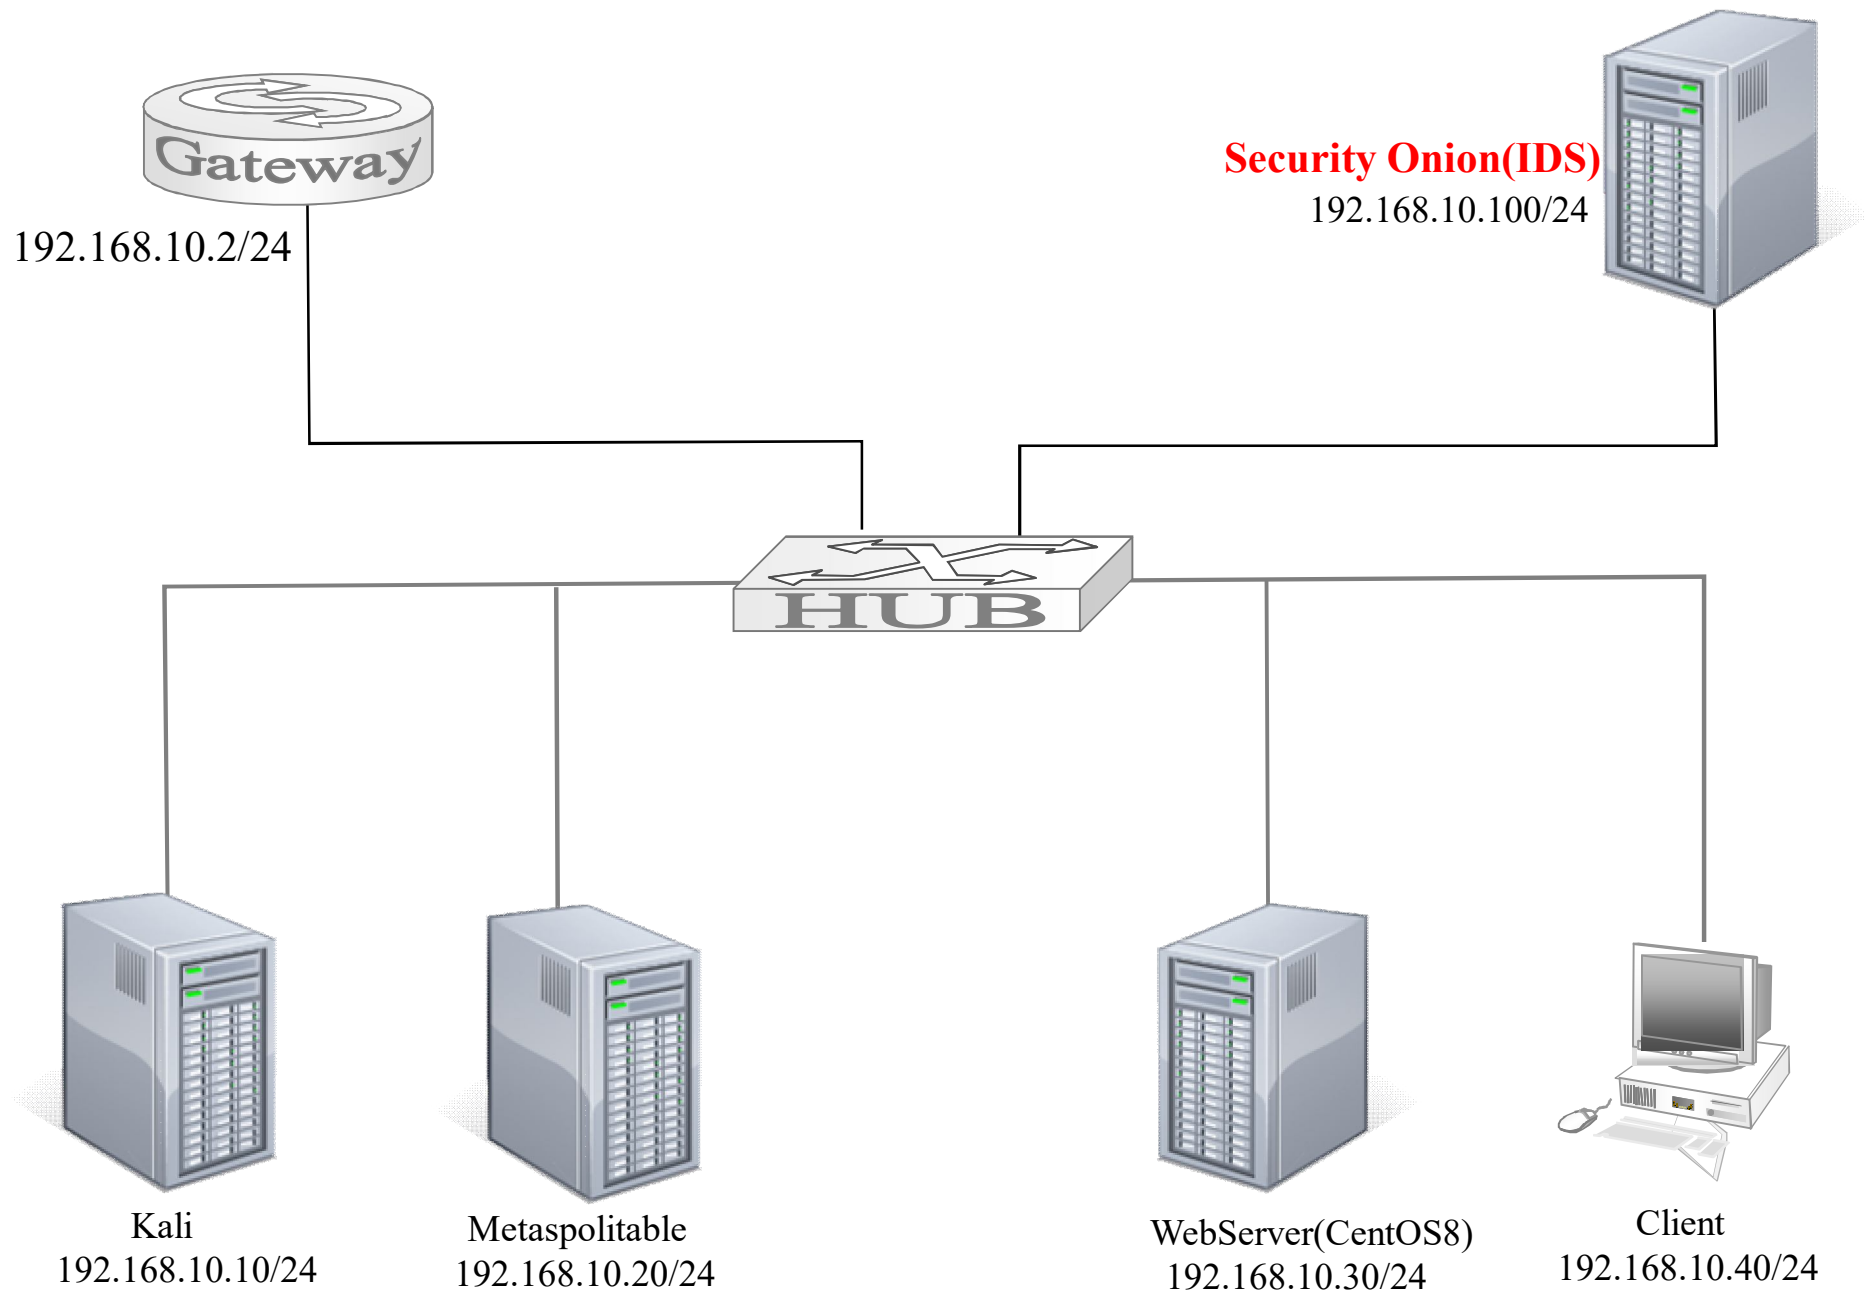 Gateway
192.168.10.2/24
Security Onion(IDS)
192.168.10.100/24
HUB
Kali
192.168.10.10/24
Metaspolitable
192.168.10.20/24
WebServer(CentOS8)
192.168.10.30/24
Client
192.168.10.40/24